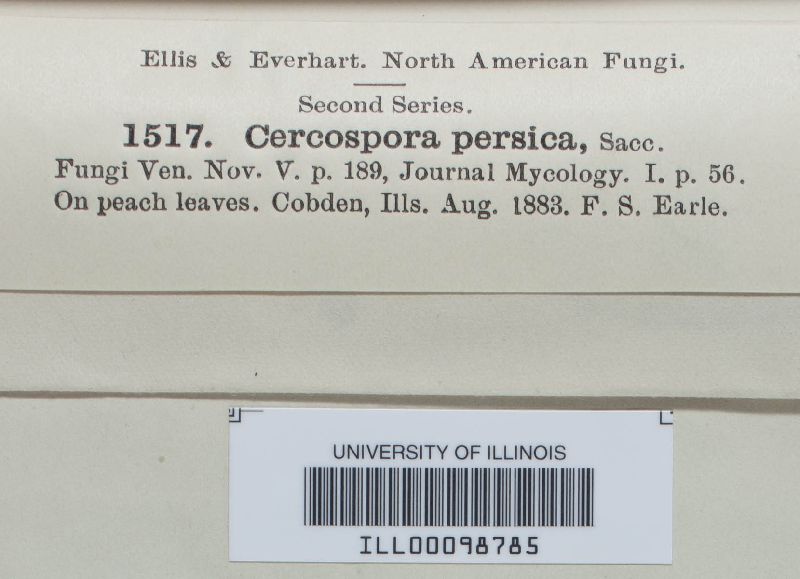 Ellis & Everhart. North American Fungi.
Second Series.
1517. Cercospora persica, Sacc.
Fungi Ven. Nov. V. p. 189, Journal Mycology. I. p. 56.
On peach leaves. Cobden, Ills. Aug. 1883. F. S. Earle.
UNIVERSITY OF ILLINOIS
ILL00098785